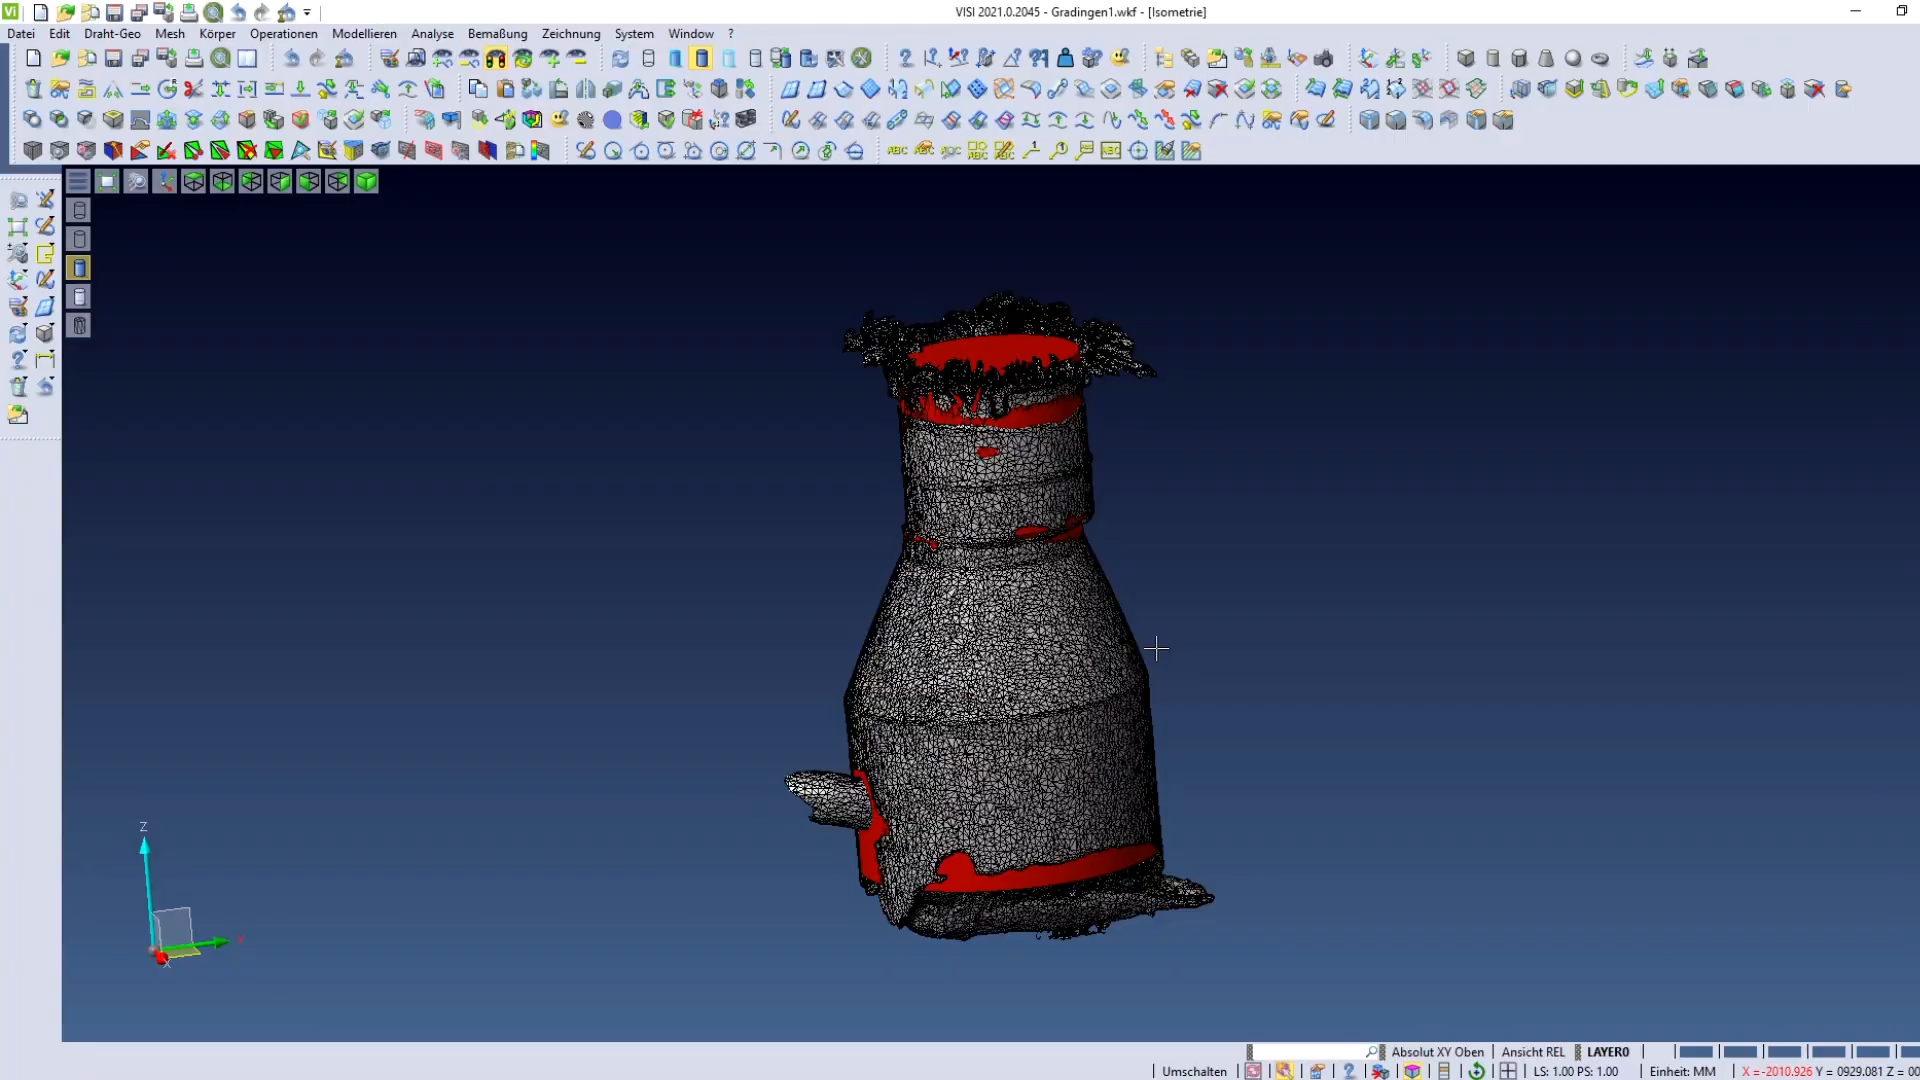 VISI 2021.0.2045 - Gradingen1.wkf - [Isometrie]
Datei Edit Draht-Geo Mesh Körper Operationen Modellieren Analyse Bemaßung Zeichnung System Window ?
Z
X
Absolut XY Oben Ansicht REL LAYER0
Umschalten LS: 1.00 PS: 1.00 Einheit: MM X =-2010.926 Y = 0929.081 Z = 00